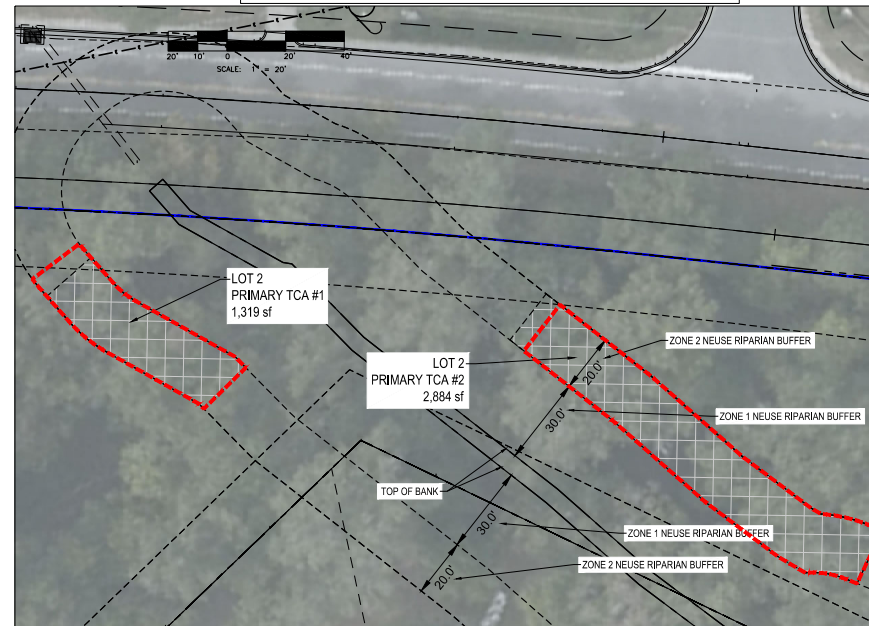 20' 10' 0 20' 40'
SCALE: 1" = 20'
LOT 2
PRIMARY TCA #1
1,319 sf
LOT 2
PRIMARY TCA #2
2,884 sf
ZONE 2 NEUSE RIPARIAN BUFFER
20.0'
ZONE 1 NEUSE RIPARIAN BUFFER
30.0'
TOP OF BANK
30.0'
ZONE 1 NEUSE RIPARIAN BUFFER
20.0'
ZONE 2 NEUSE RIPARIAN BUFFER